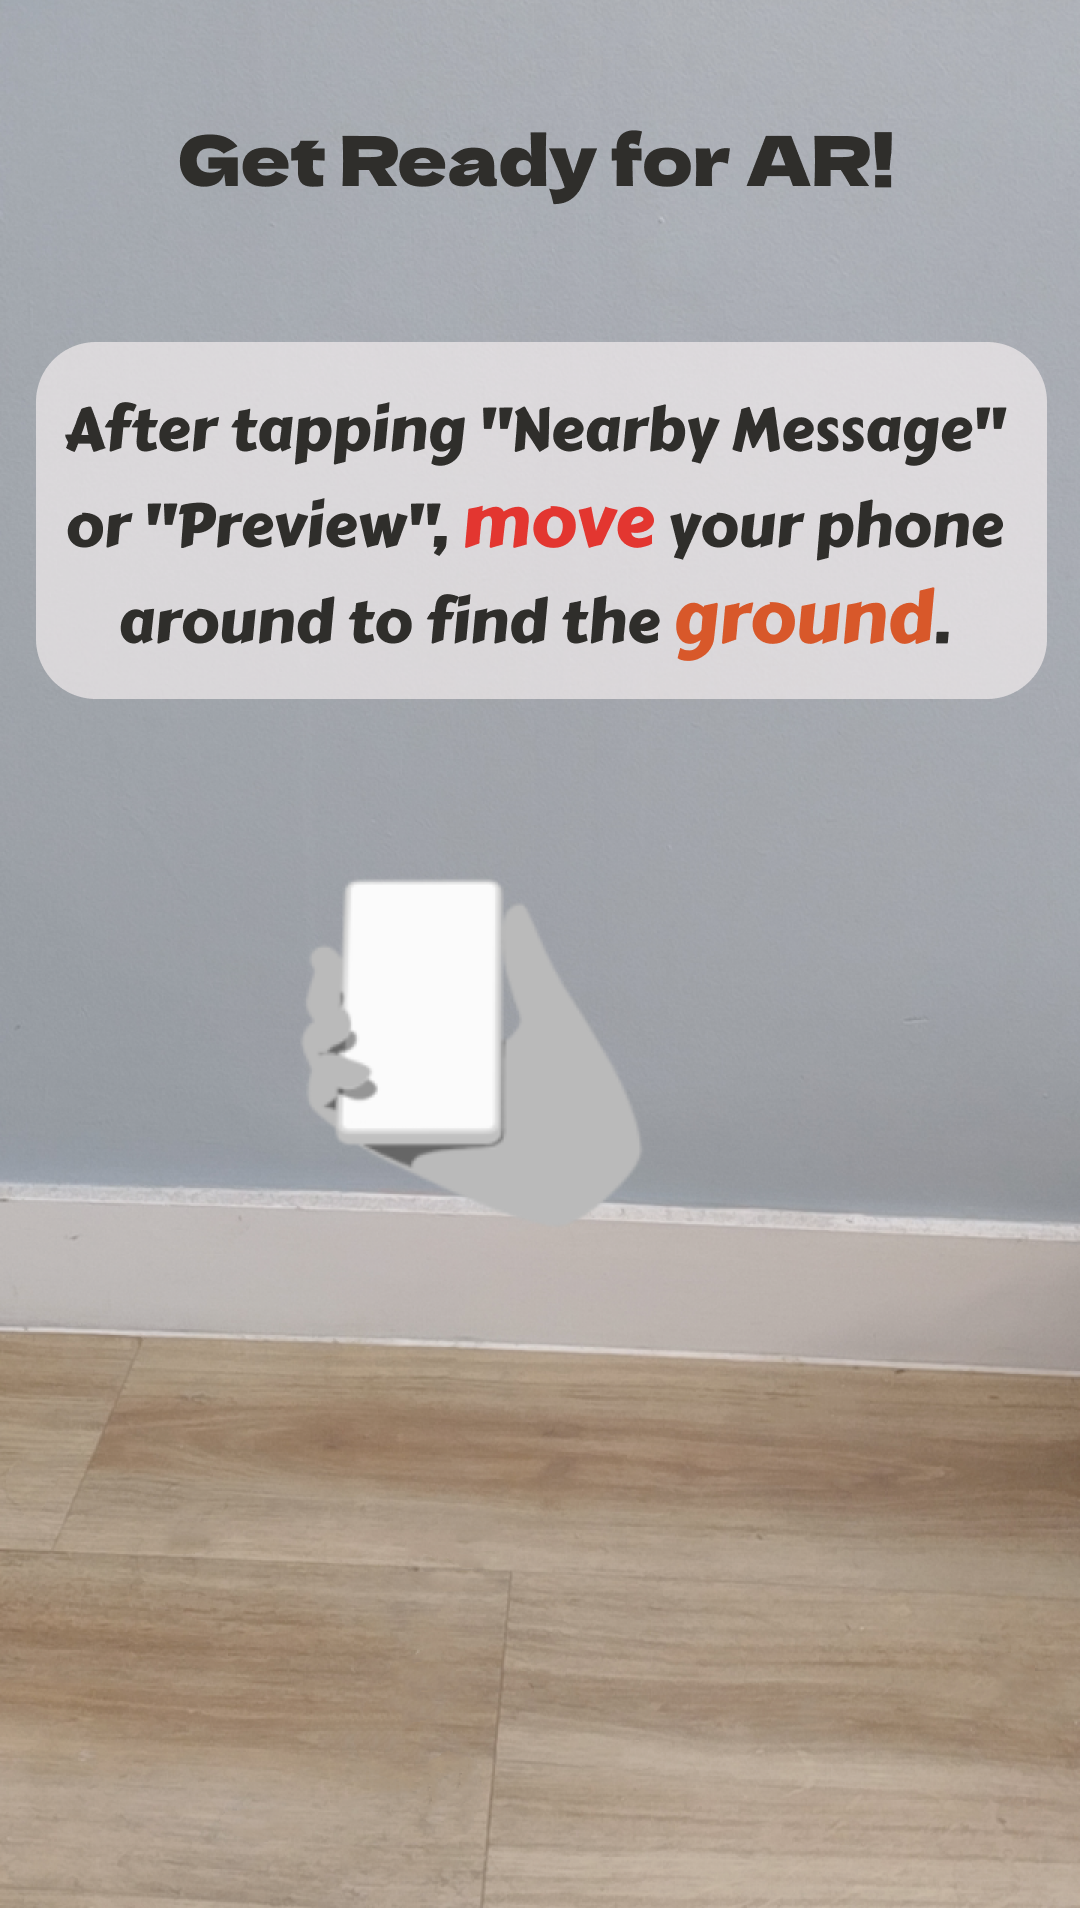 Get Ready for AR!
After tapping "Nearby Message"
or "Preview", move your phone
around to find the ground.